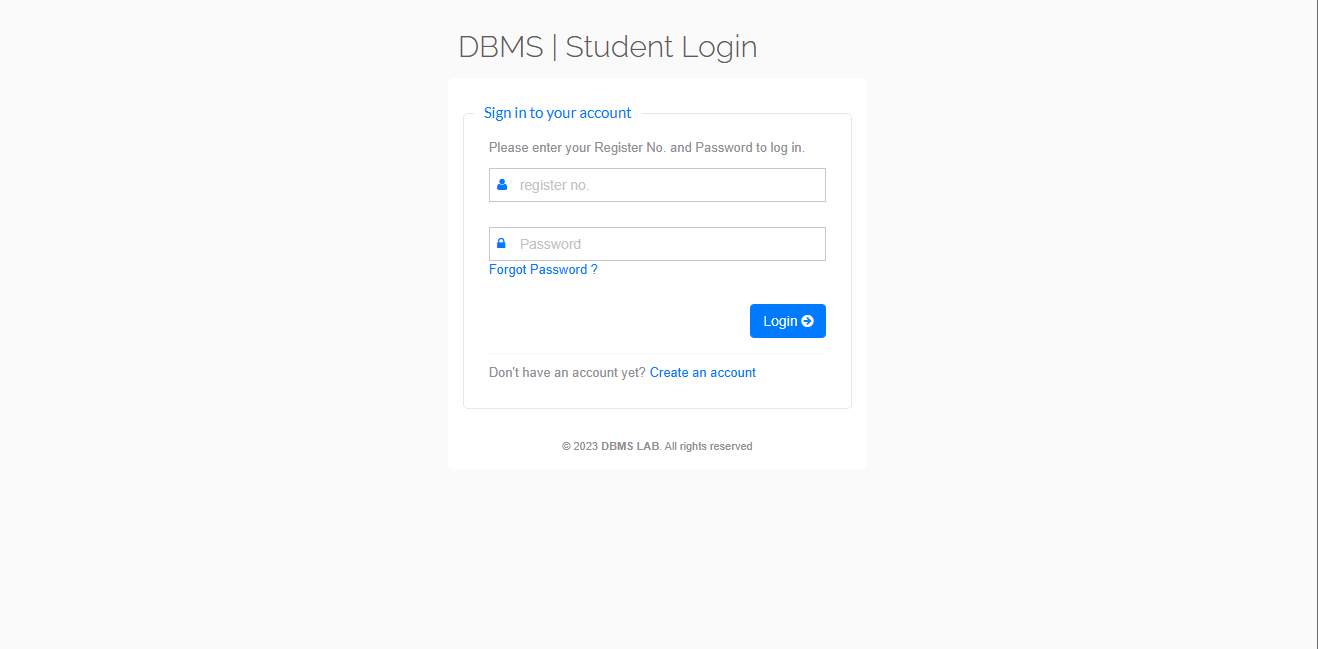 DBMS | Student Login
Sign in to your account
Please enter your Register No. and Password to log in.
register no.
Password
Forgot Password ?
Login
Don't have an account yet? Create an account
© 2023 DBMS LAB. All rights reserved